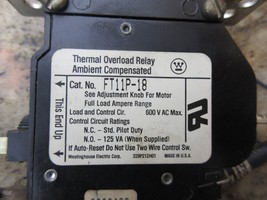 Thermal Overload Relay
Ambient Compensated
W
Cat. No. FT11P-18
See Adjustment Knob For Motor
Full Load Ampere Range
Load and Control Cir. 600 V AC Max.
Control Circuit Ratings
N.C. - Std. Pilot Duty
N.O. - 125 VA (When Supplied)
If Auto-Reset Do Not Use Two Wire Control Sw.
Westinghouse Electric Corp. MADE IN U.S.A.
This End Up
UR